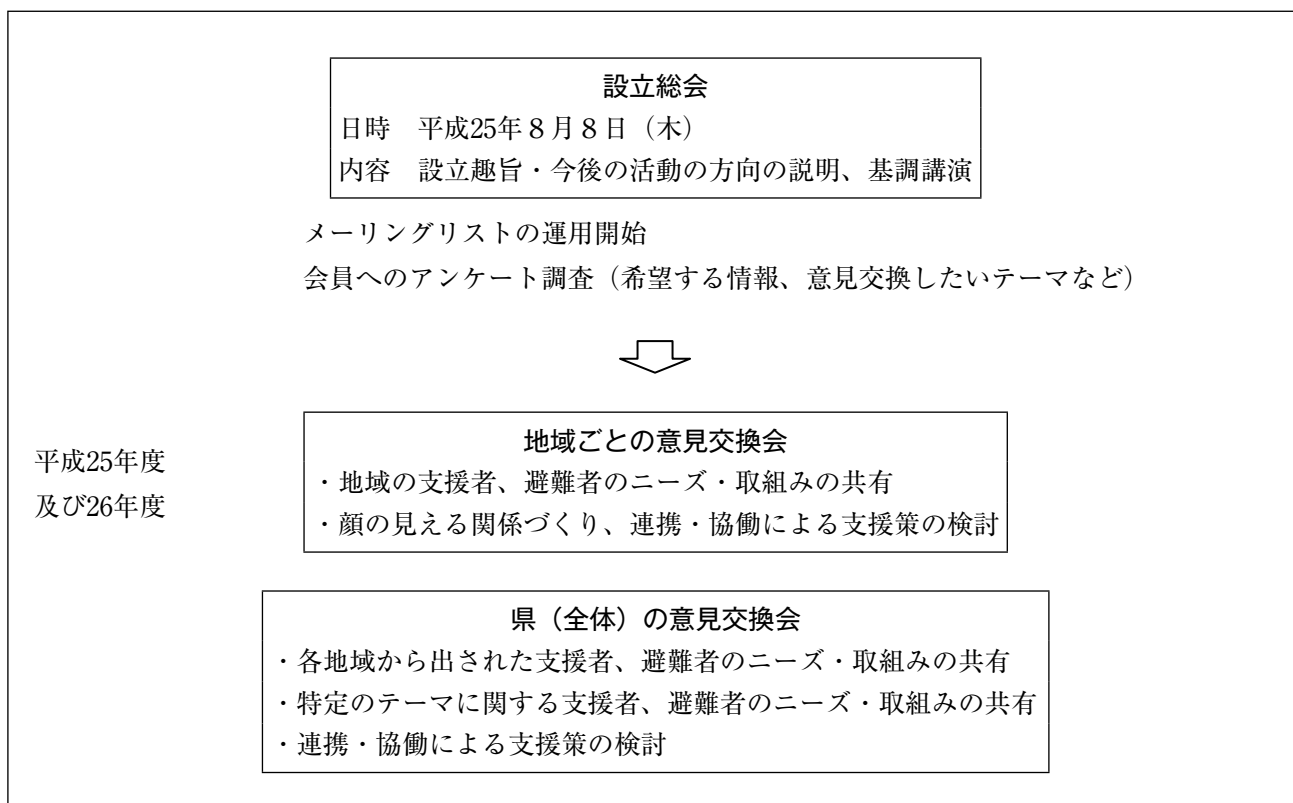 設立総会
日時　平成25年８月８日（木）
内容　設立趣旨・今後の活動の方向の説明、基調講演
メーリングリストの運用開始
会員へのアンケート調査（希望する情報、意見交換したいテーマなど）
平成25年度
及び26年度
地域ごとの意見交換会
・地域の支援者、避難者のニーズ・取組みの共有
・顔の見える関係づくり、連携・協働による支援策の検討
県（全体）の意見交換会
・各地域から出された支援者、避難者のニーズ・取組みの共有
・特定のテーマに関する支援者、避難者のニーズ・取組みの共有
・連携・協働による支援策の検討